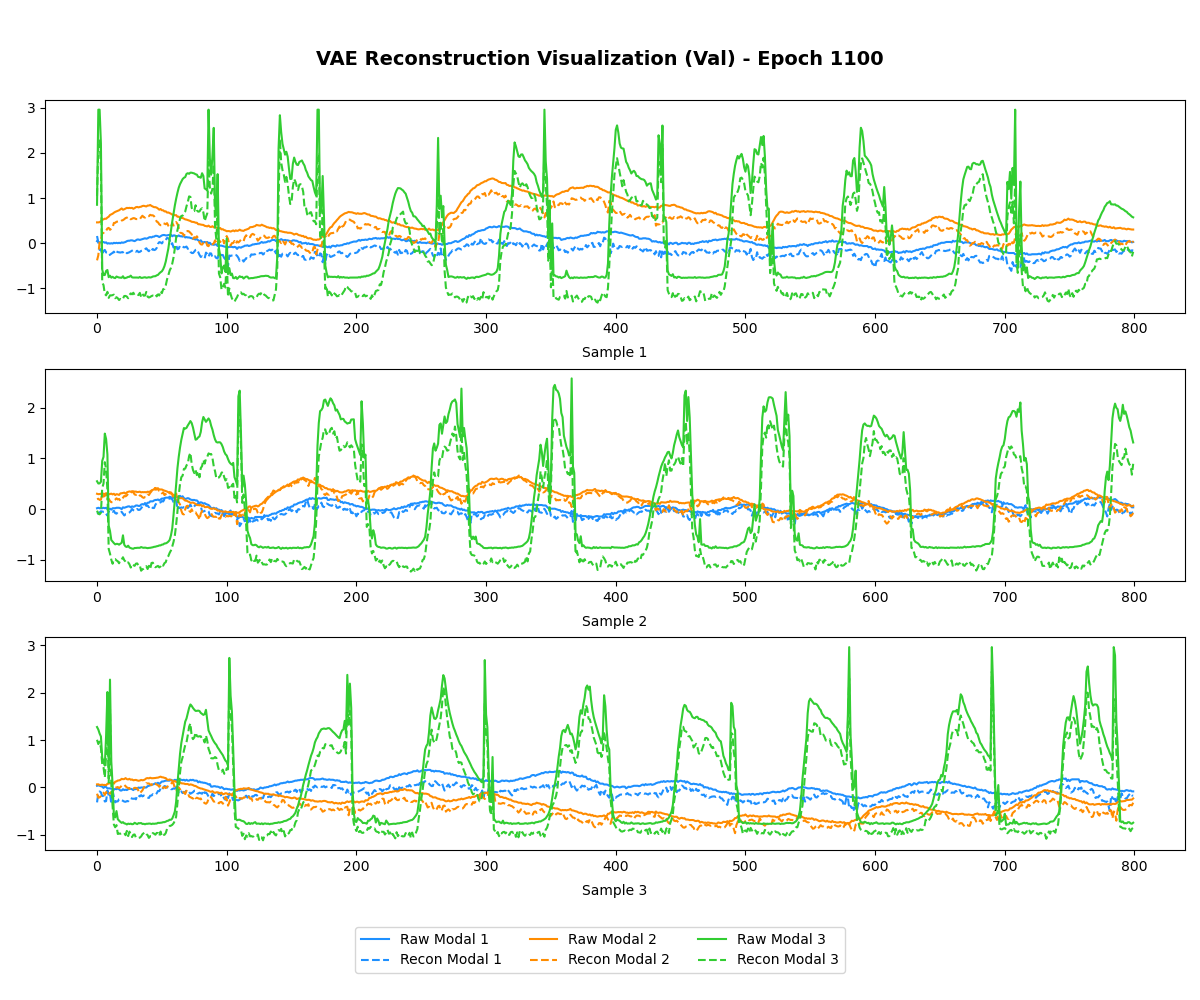 VAE Reconstruction Visualization (Val) - Epoch 1100
3
2
1
0
−1
0 100 200 300 400 500 600 700 800
Sample 1
2
1
0
−1
0 100 200 300 400 500 600 700 800
Sample 2
3
2
1
0
−1
0 100 200 300 400 500 600 700 800
Sample 3
Raw Modal 1 Raw Modal 2 Raw Modal 3
Recon Modal 1 Recon Modal 2 Recon Modal 3